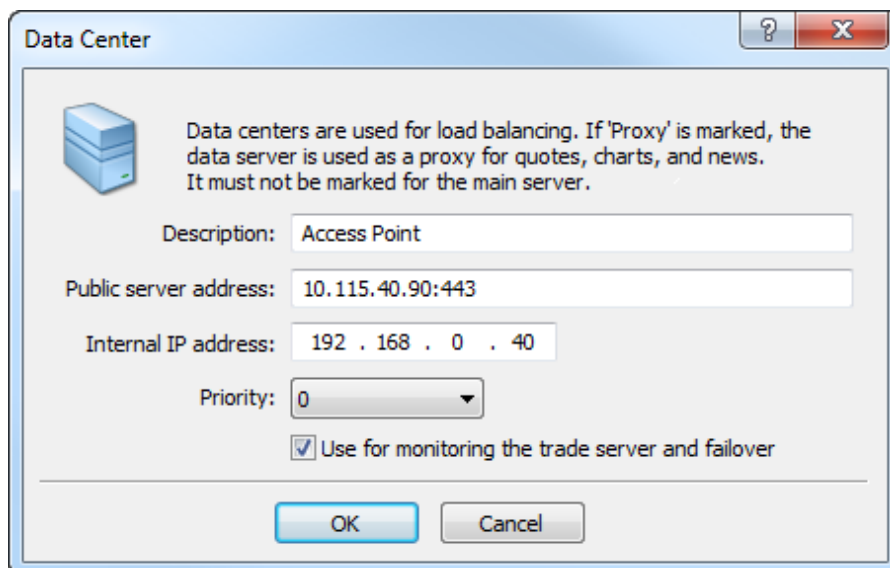 Data Center
Data centers are used for load balancing. If 'Proxy' is marked, the
data server is used as a proxy for quotes, charts, and news.
It must not be marked for the main server.
Description: Access Point
Public server address: 10.115.40.90:443
Internal IP address: 192 . 168 . 0 . 40
Priority: 0
Use for monitoring the trade server and failover
OK Cancel